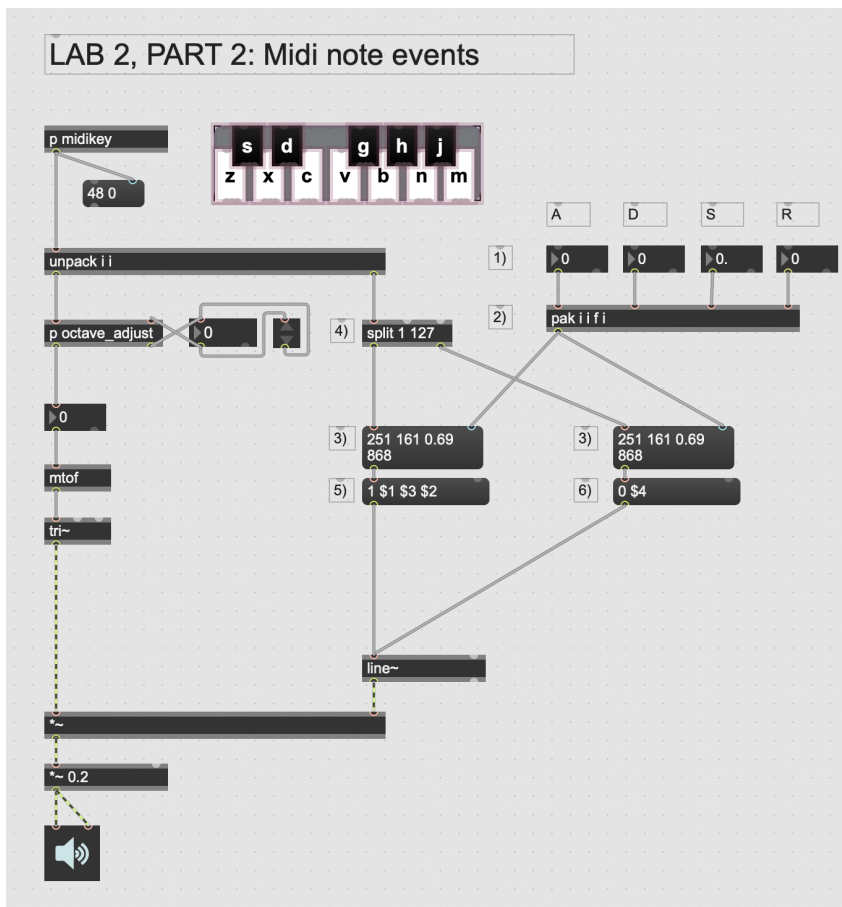 LAB 2, PART 2: Midi note events
p midikey
s d g h j
z x c v b n m
48 0
A D S R
unpack i i
1)
0 0 0. 0
p octave_adjust
0
4)
split 1 127
2)
pak i i f i
0
3)
251 161 0.69
868
3)
251 161 0.69
868
mtof
5)
1 $1 $3 $2
6)
0 $4
tri~
line~
*~
*~ 0.2